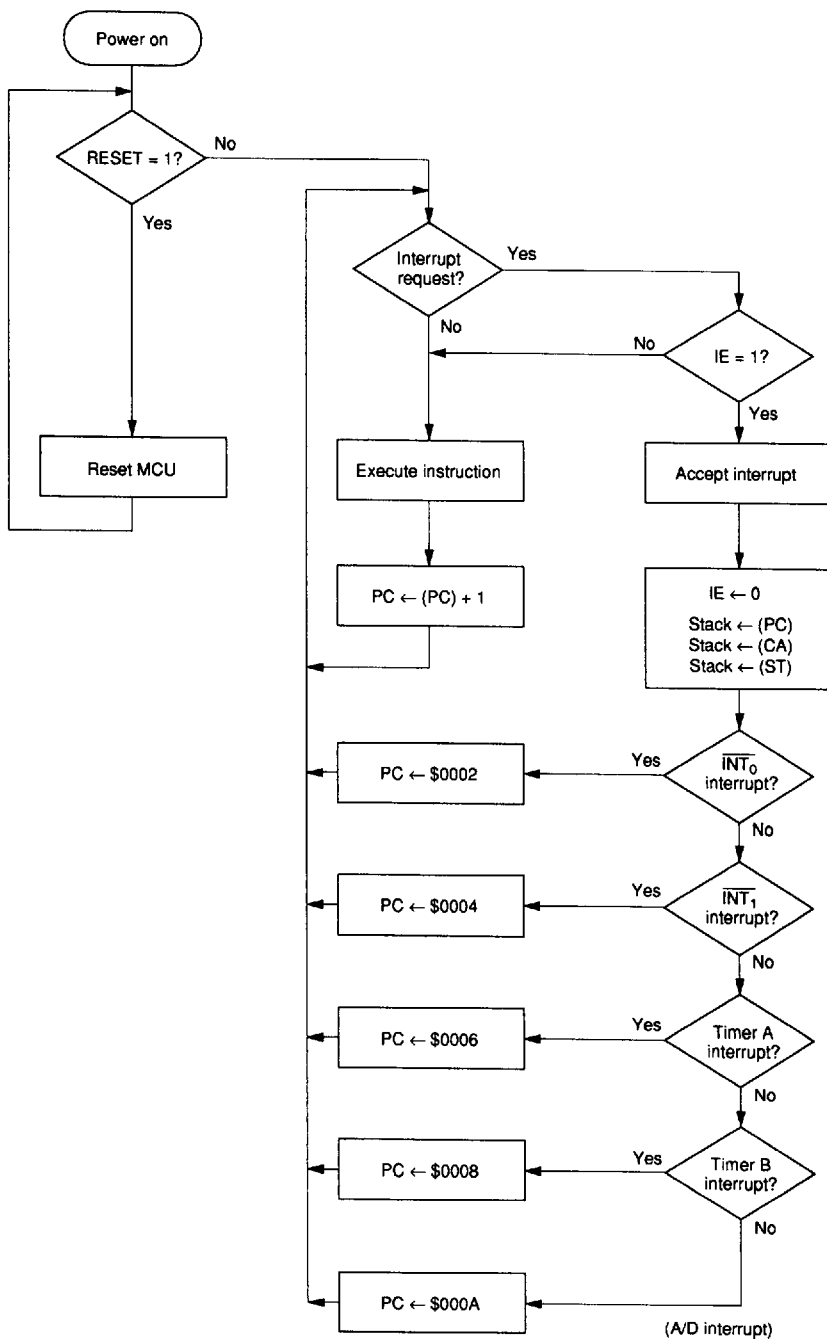 Power on
RESET = 1?
No
Yes
Reset MCU
Interrupt
request?
Yes
No
IE = 1?
No
Yes
Execute instruction
Accept interrupt
PC ← (PC) + 1
IE ← 0
Stack ← (PC)
Stack ← (CA)
Stack ← (ST)
PC ← $0002
Yes
INT₀
interrupt?
No
PC ← $0004
Yes
INT₁
interrupt?
No
PC ← $0006
Yes
Timer A
interrupt?
No
PC ← $0008
Yes
Timer B
interrupt?
No
PC ← $000A
(A/D interrupt)